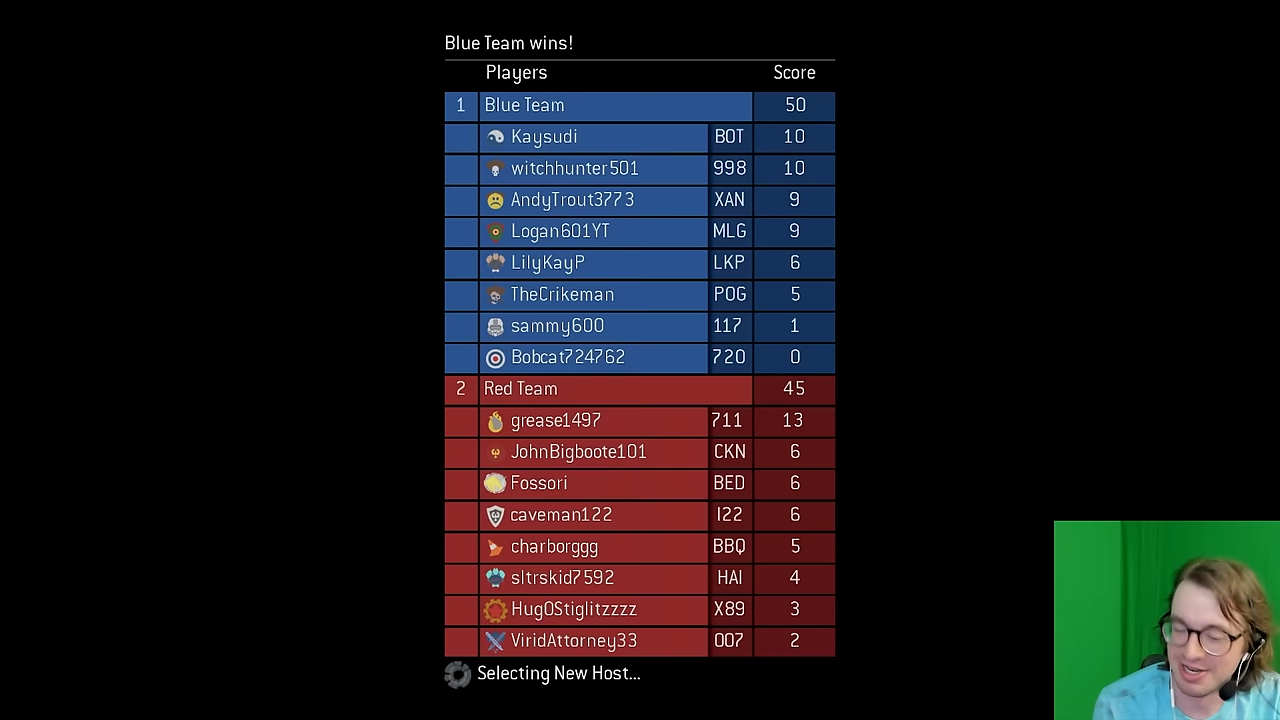 Blue Team wins!
Players Score
1 Blue Team 50
Kaysudi BOT 10
witchhunter501 998 10
AndyTrout3773 XAN 9
Logan601YT MLG 9
LilyKayP LKP 6
TheCrikeman POG 5
sammy600 117 1
Bobcat724762 720 0
2 Red Team 45
grease1497 711 13
JohnBigboote101 CKN 6
Fossori BED 6
caveman122 I22 6
charborggg BBQ 5
sltrskid7592 HAI 4
HugOStiglitzzzz X89 3
ViridAttorney33 007 2
Selecting New Host...